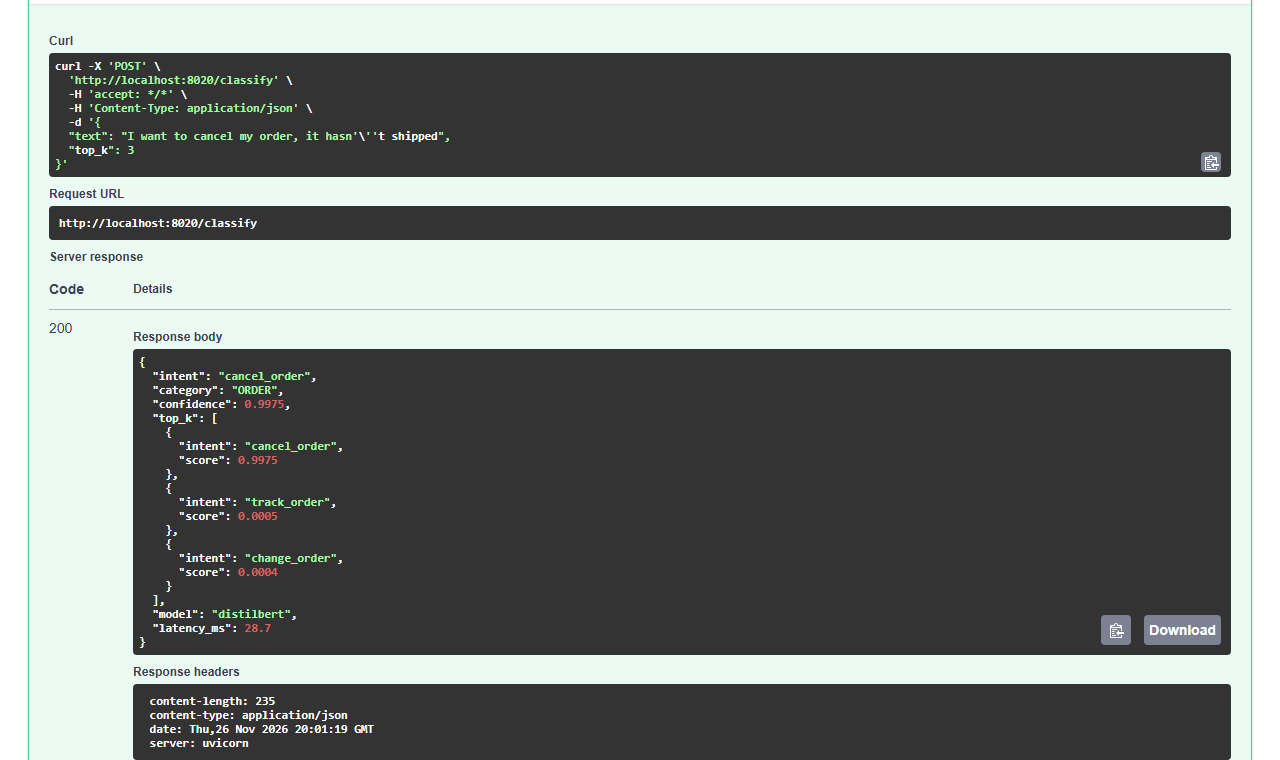 Curl
curl -X 'POST' \
  'http://localhost:8020/classify' \
  -H 'accept: */*' \
  -H 'Content-Type: application/json' \
  -d '{
  "text": "I want to cancel my order, it hasn'\''t shipped",
  "top_k": 3
}'
Request URL
http://localhost:8020/classify
Server response
Code Details
200
Response body
{
  "intent": "cancel_order",
  "category": "ORDER",
  "confidence": 0.9975,
  "top_k": [
    {
      "intent": "cancel_order",
      "score": 0.9975
    },
    {
      "intent": "track_order",
      "score": 0.0005
    },
    {
      "intent": "change_order",
      "score": 0.0004
    }
  ],
  "model": "distilbert",
  "latency_ms": 28.7
}
Download
Response headers
content-length: 235
content-type: application/json
date: Thu,26 Nov 2026 20:01:19 GMT
server: uvicorn